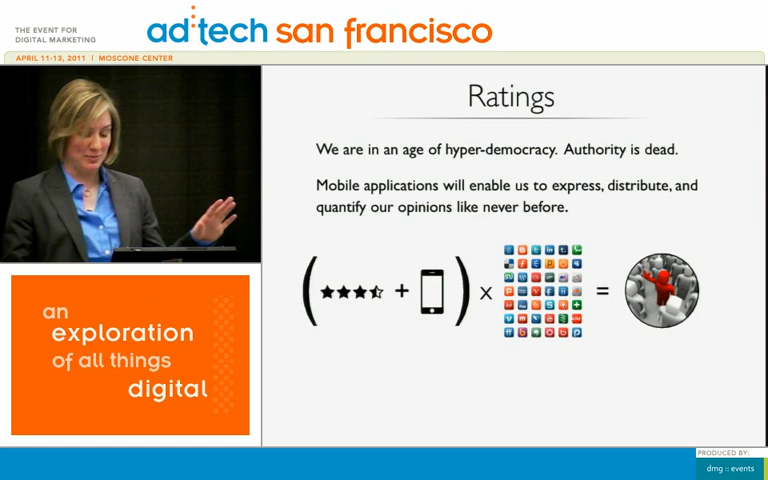 THE EVENT FOR
DIGITAL MARKETING
ad:tech san francisco
APRIL 11-13, 2011 | MOSCONE CENTER
Ratings
We are in an age of hyper-democracy. Authority is dead.
Mobile applications will enable us to express, distribute, and
quantify our opinions like never before.
( + ) x =
an
exploration
of all things
digital
PRODUCED BY:
dmg :: events